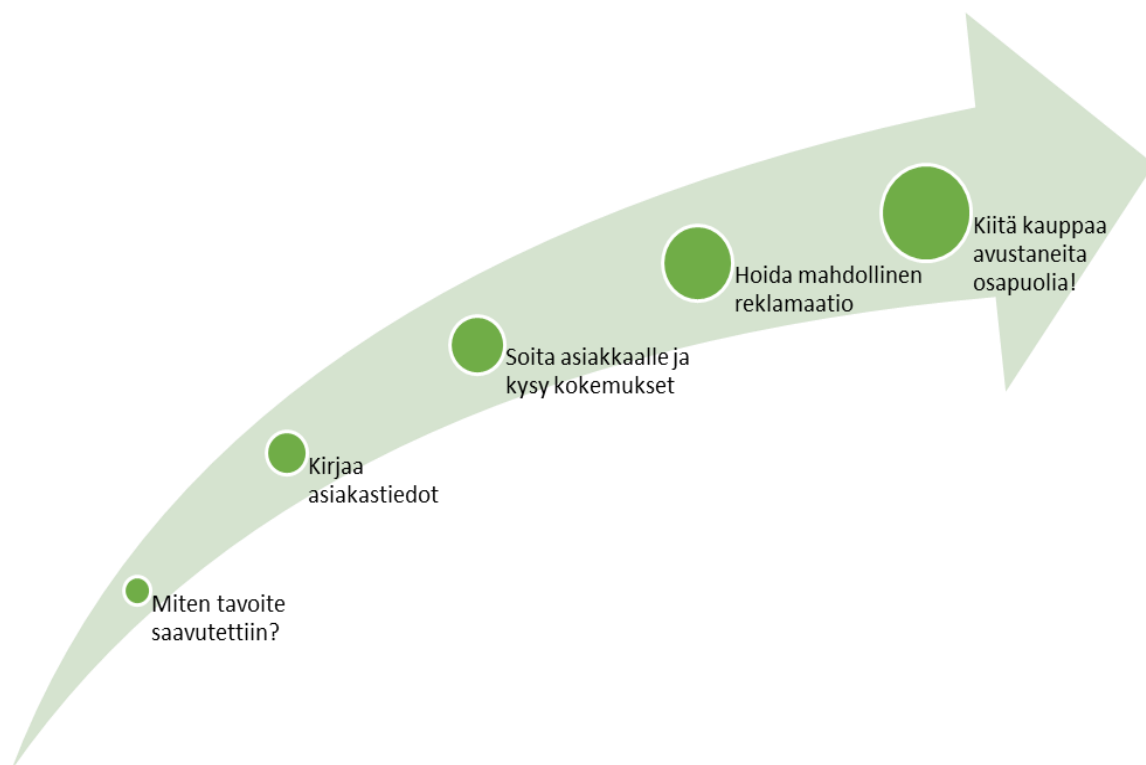 Miten tavoite
saavutettiin?
Kirjaa
asiakastiedot
Soita asiakkaalle ja
kysy kokemukset
Hoida mahdollinen
reklamaatio
Kiitä kauppaa
avustaneita
osapuolia!